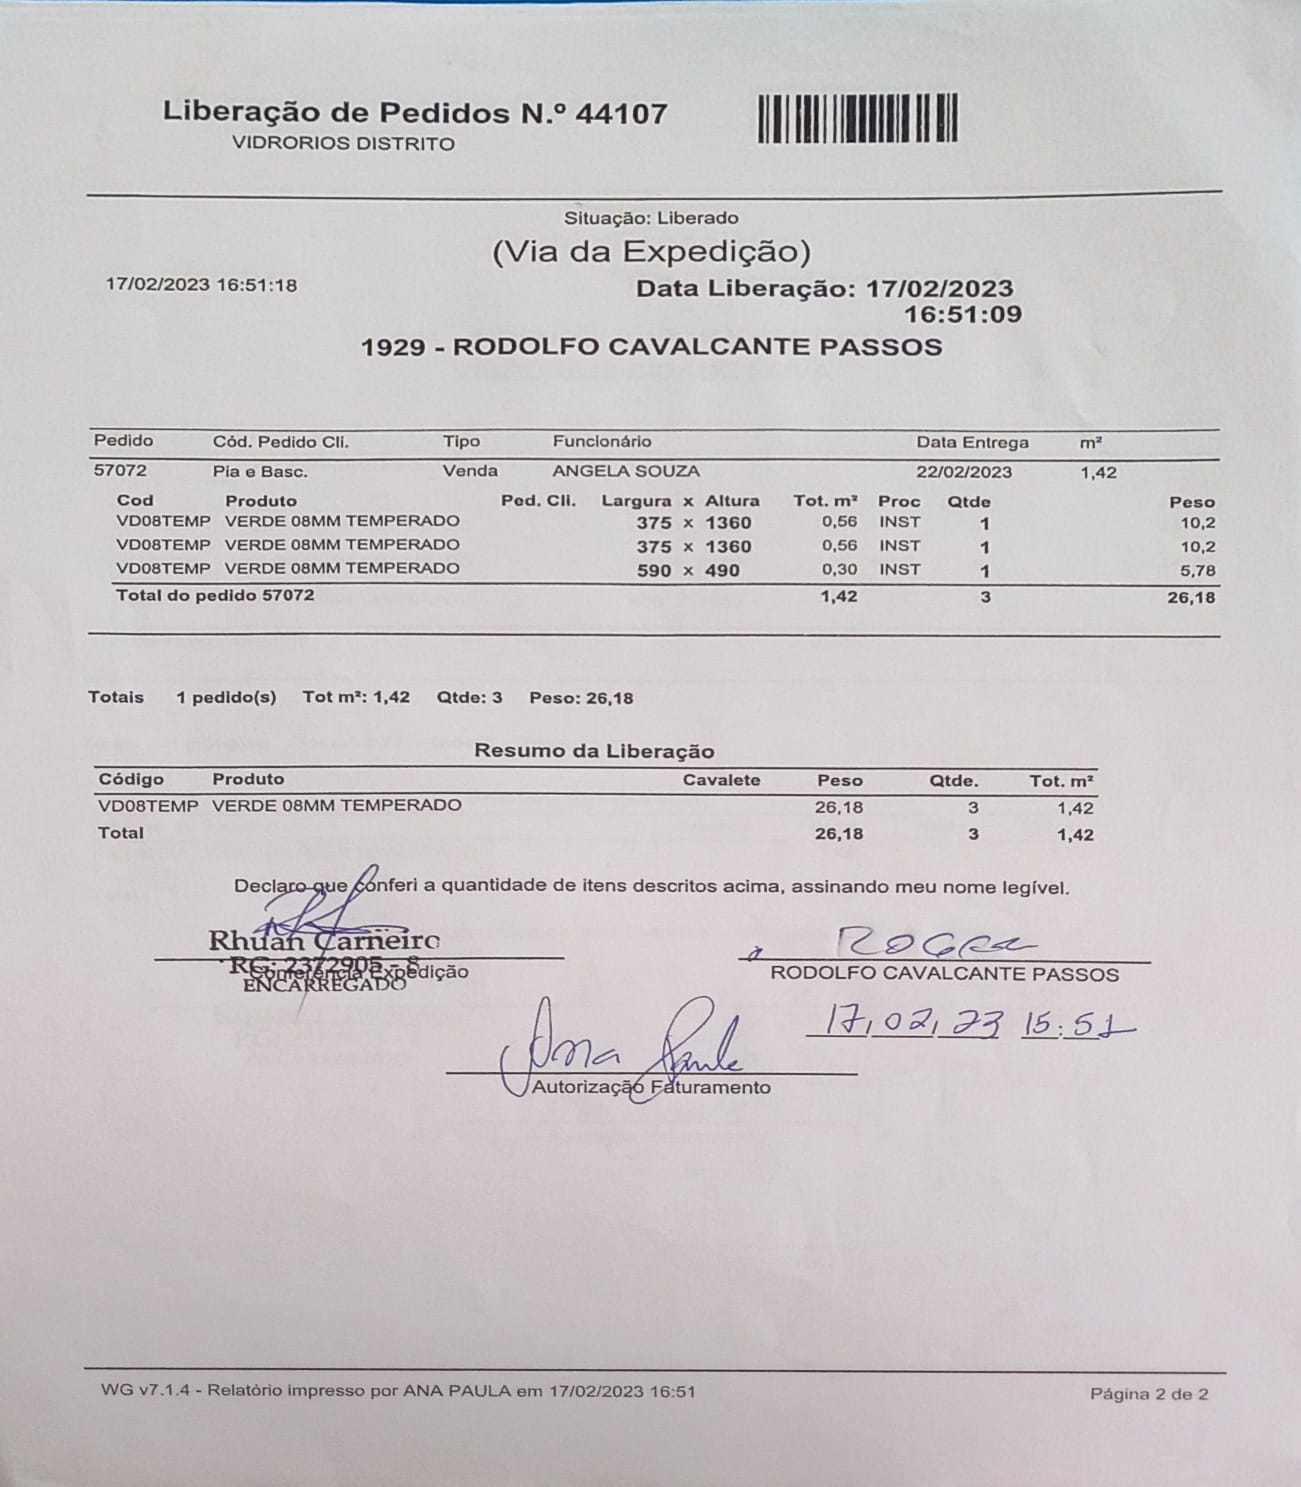 Liberação de Pedidos N.º 44107
VIDRORIOS DISTRITO
Situação: Liberado
(Via da Expedição)
17/02/2023 16:51:18
Data Liberação: 17/02/2023
16:51:09
1929 - RODOLFO CAVALCANTE PASSOS
Pedido Cód. Pedido Cli. Tipo Funcionário Data Entrega m²
57072 Pia e Basc. Venda ANGELA SOUZA 22/02/2023 1,42
Cod Produto Ped. Cli. Largura x Altura Tot. m² Proc Qtde Peso
VD08TEMP VERDE 08MM TEMPERADO 375 x 1360 0,56 INST 1 10,2
VD08TEMP VERDE 08MM TEMPERADO 375 x 1360 0,56 INST 1 10,2
VD08TEMP VERDE 08MM TEMPERADO 590 x 490 0,30 INST 1 5,78
Total do pedido 57072 1,42 3 26,18
Totais 1 pedido(s) Tot m²: 1,42 Qtde: 3 Peso: 26,18
Resumo da Liberação
Código Produto Cavalete Peso Qtde. Tot. m²
VD08TEMP VERDE 08MM TEMPERADO 26,18 3 1,42
Total 26,18 3 1,42
Declaro que conferi a quantidade de itens descritos acima, assinando meu nome legível.
Rhuan Carneiro
RG: 2372905 - 8
Conferência Expedição
ENCARREGADO
RODOLFO CAVALCANTE PASSOS
17,02,23 15:51
Ana Paula
Autorização Faturamento
WG v7.1.4 - Relatório impresso por ANA PAULA em 17/02/2023 16:51
Página 2 de 2